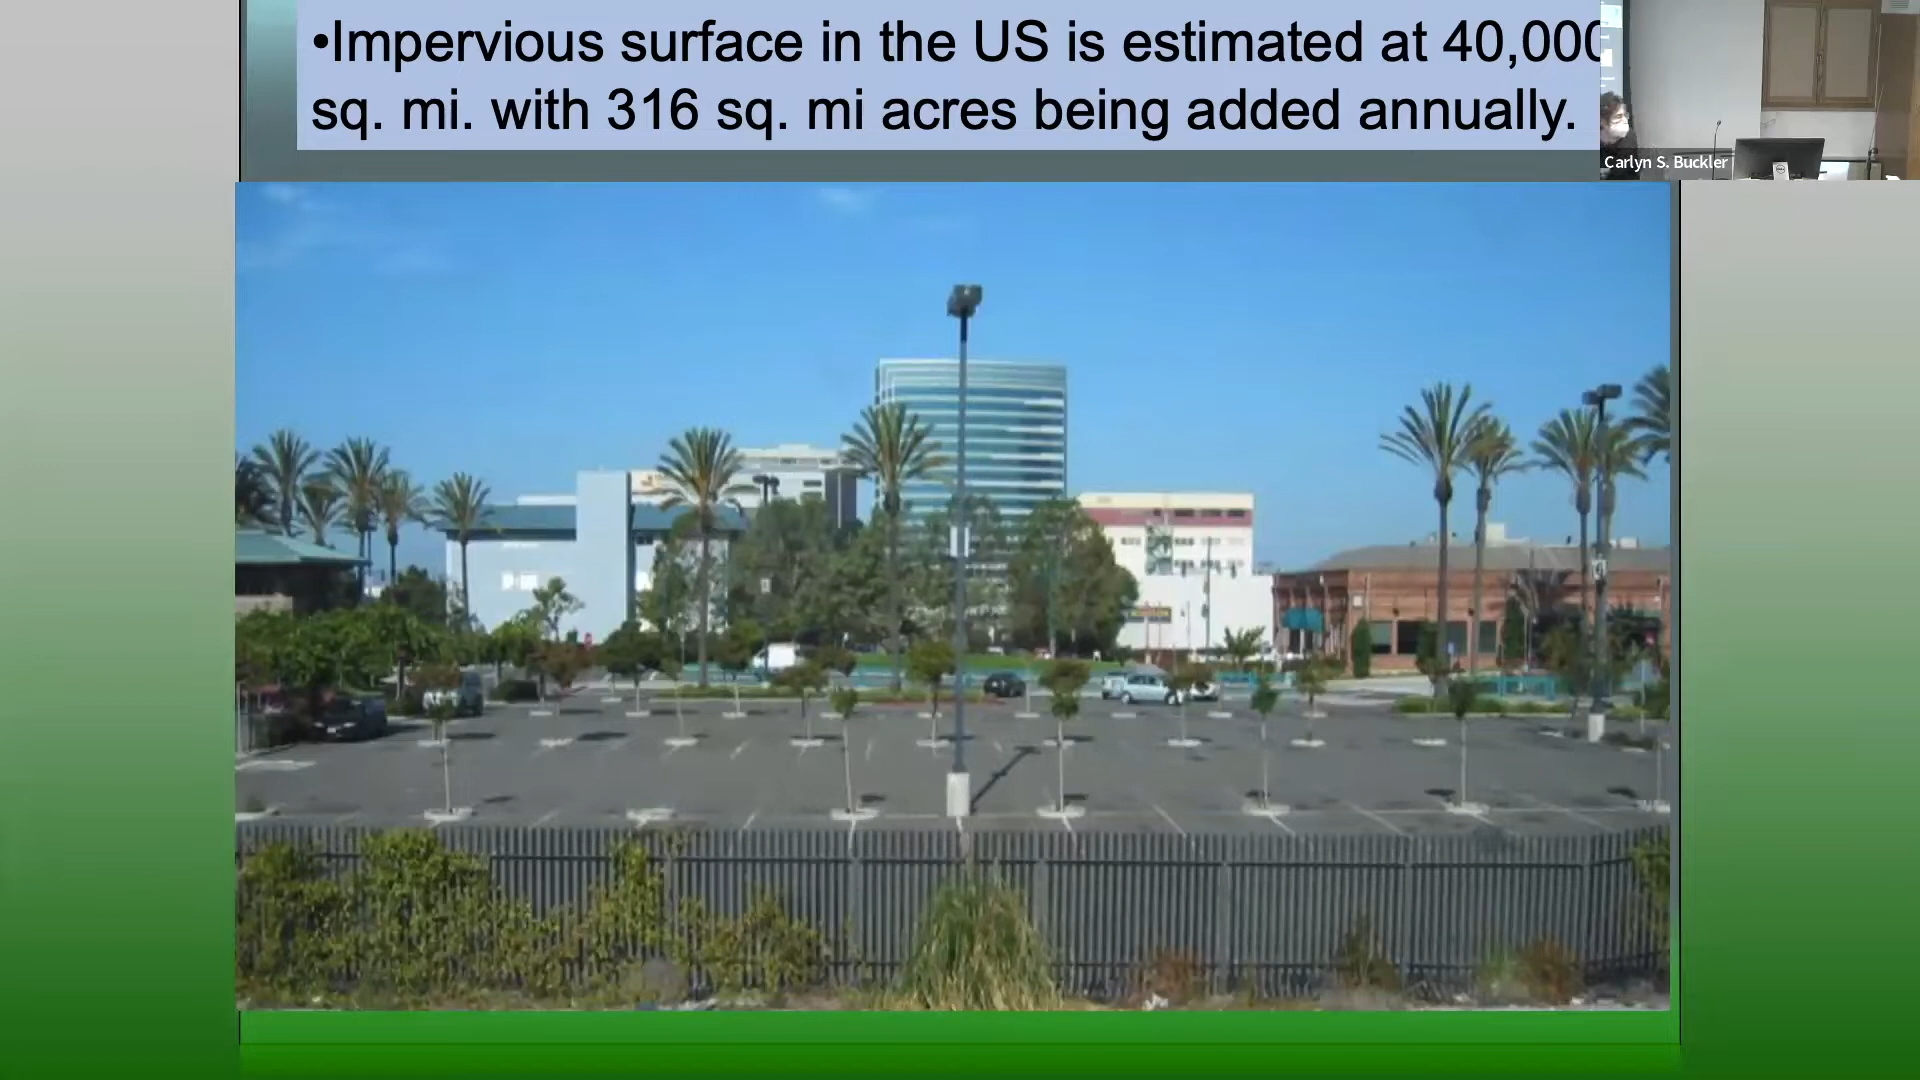 •Impervious surface in the US is estimated at 40,000
sq. mi. with 316 sq. mi acres being added annually.
Carlyn S. Buckler